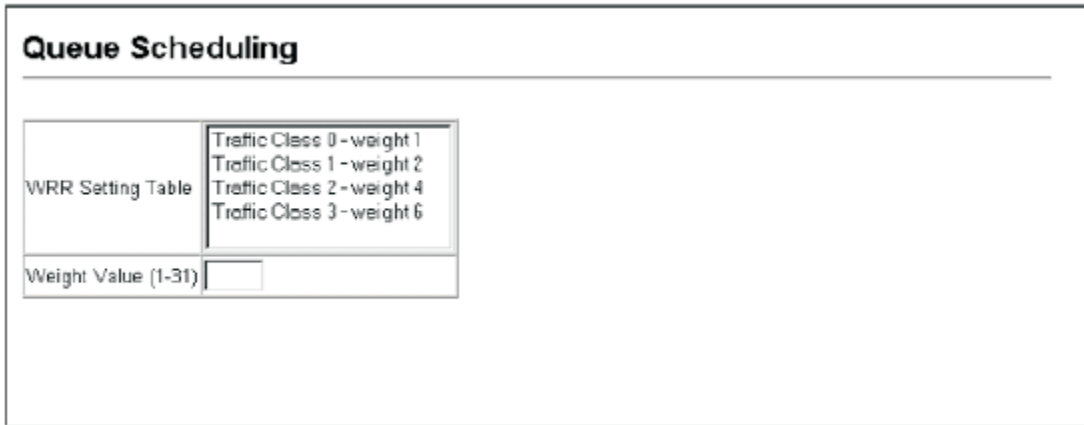 Queue Scheduling
WRR Setting Table
Traffic Class 0 - weight 1
Traffic Class 1 - weight 2
Traffic Class 2 - weight 4
Traffic Class 3 - weight 6
Weight Value (1-31)